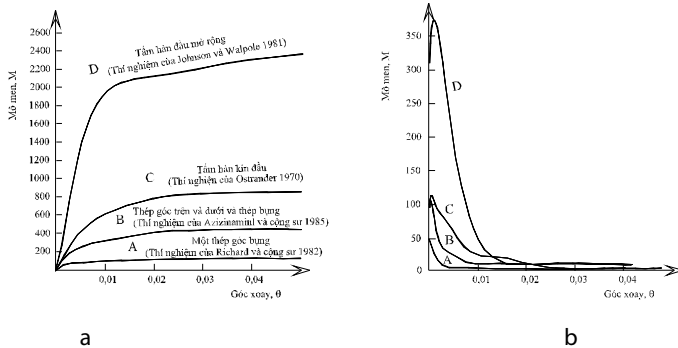 2600
2400
2200
2000
1800
1600
1400
1200
1000
800
600
400
200
Mô men, M
Tấm hàn đầu mở rộng
(Thí nghiệm của Johnson và Walpole 1981)
D
Tấm hàn kín đầu
(Thí nghiệm của Ostrander 1970)
C
Thép góc trên và dưới và thép bụng
(Thí nghiệm của Azizinamini và cộng sư 1985)
B
Một thép góc bụng
(Thí nghiệm của Richard và cộng sư 1982)
A
0,01 0,02 0,03 0,04
Góc xoay, θ
a
350
300
250
200
150
100
50
0
Mô men, M
D
C
B
A
0,01 0,02 0,03 0,04
Góc xoay, θ
b